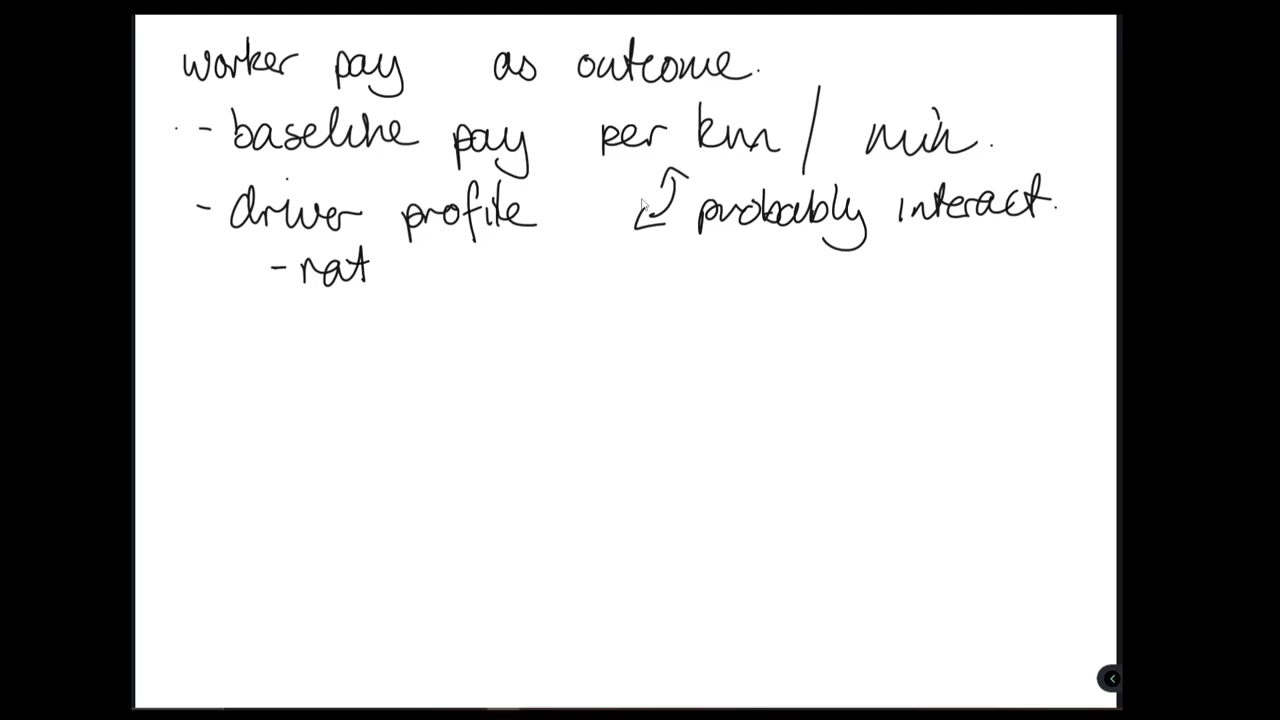 worker pay as outcome.
- baseline pay per km / min.
- driver profile probably interact.
- rat